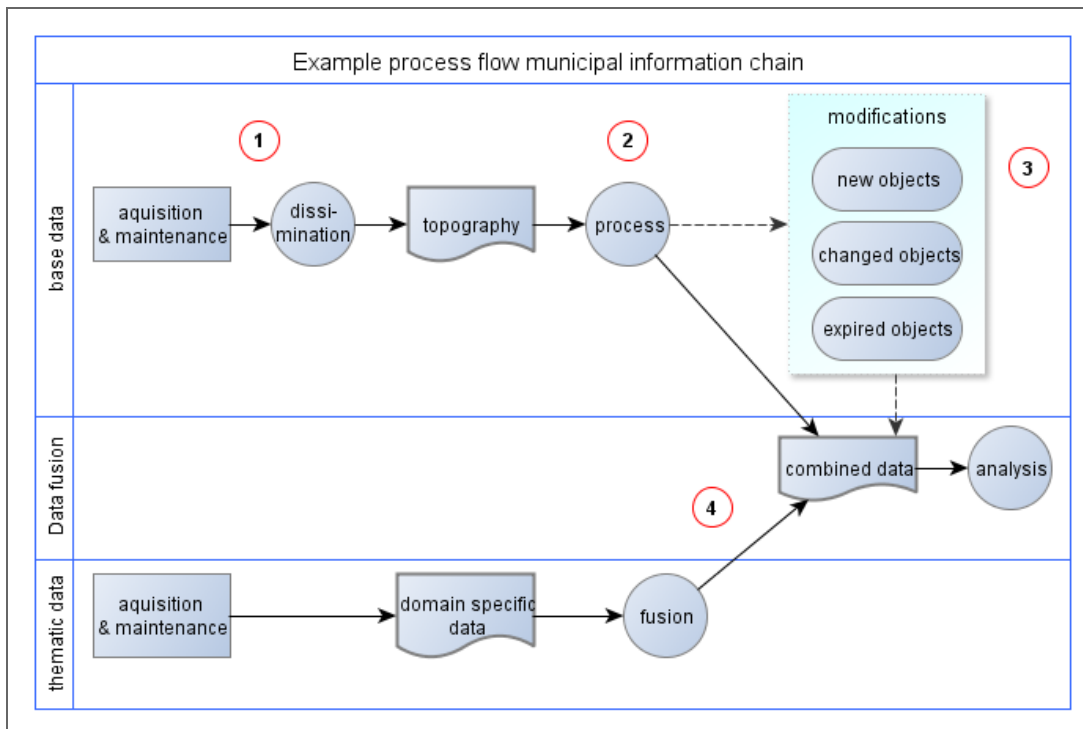 Example process flow municipal information chain
base data
1
2
3
modifications
new objects
changed objects
expired objects
aquisition
& maintenance
dissi-
mination
topography
process
Data fusion
combined data
analysis
4
thematic data
aquisition
& maintenance
domain specific
data
fusion